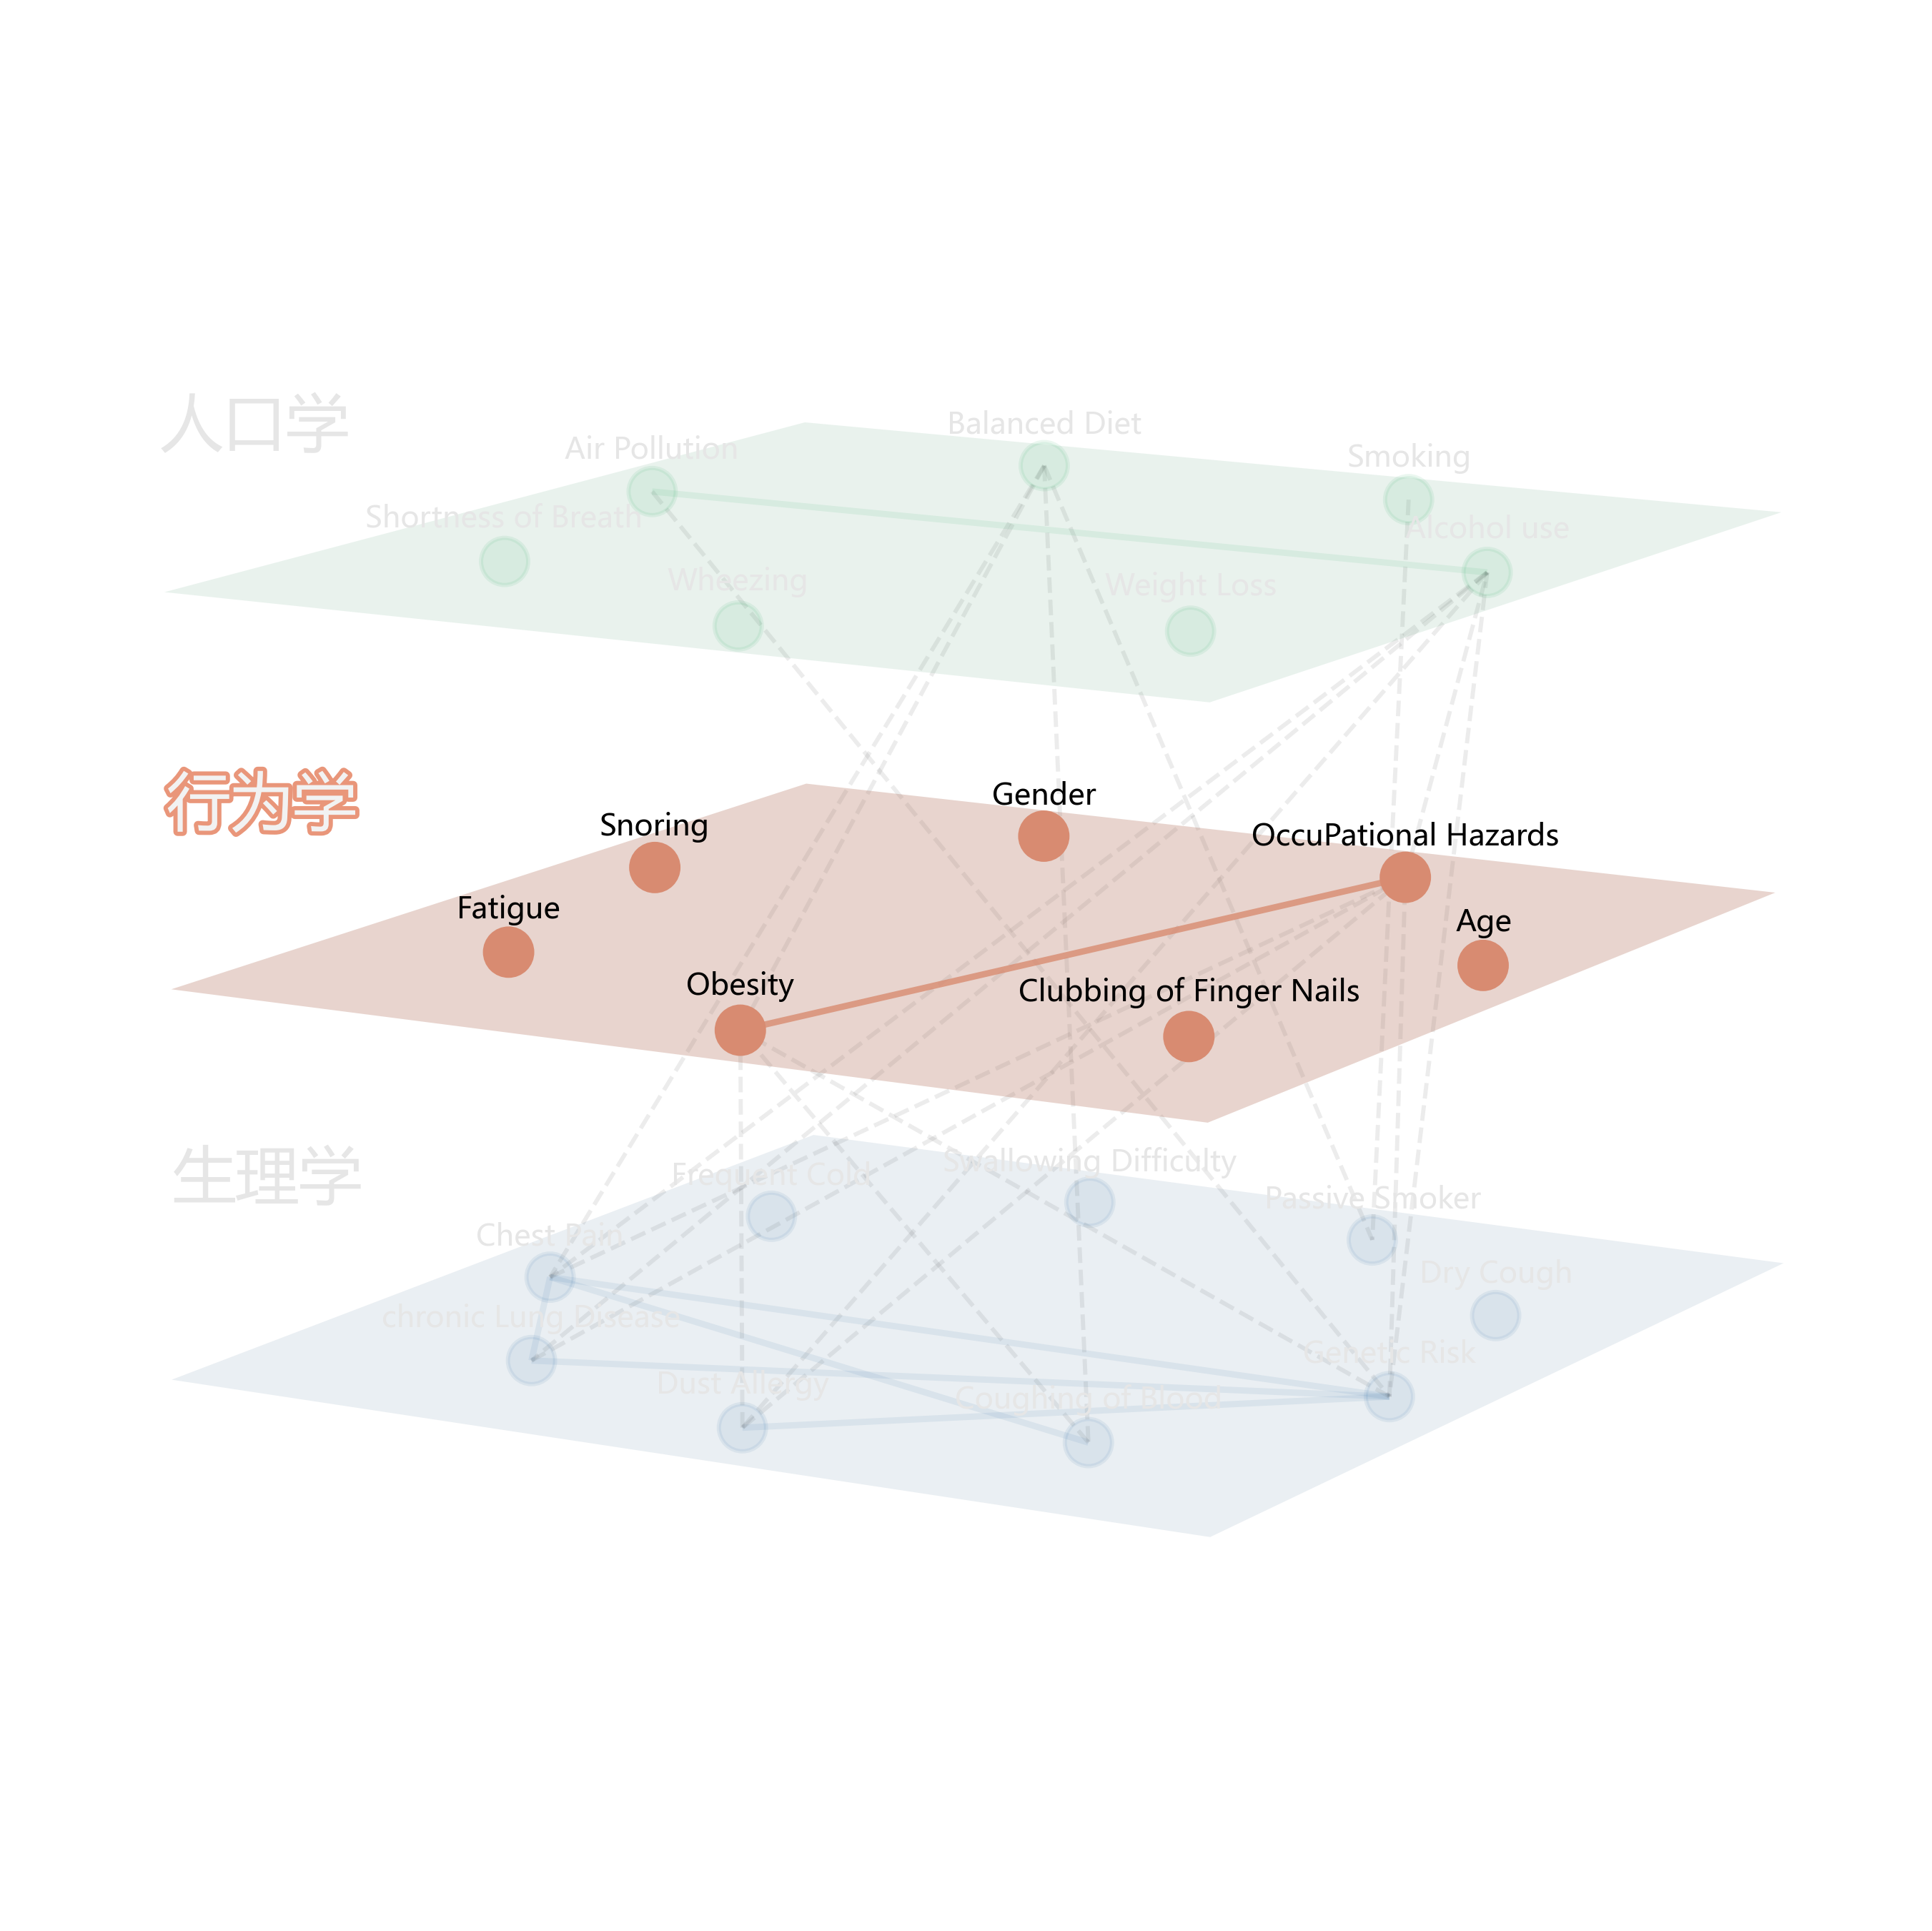 人口学
Balanced Diet
Air Pollution
Smoking
Shortness of Breath
Alcohol use
Wheezing
Weight Loss
行为学
Gender
Snoring
OccuPational Hazards
Fatigue
Age
Obesity
Clubbing of Finger Nails
生理学
Swallowing Difficulty
Frequent Cold
Passive Smoker
Chest Pain
Dry Cough
chronic Lung Disease
Genetic Risk
Dust Allergy
Coughing of Blood